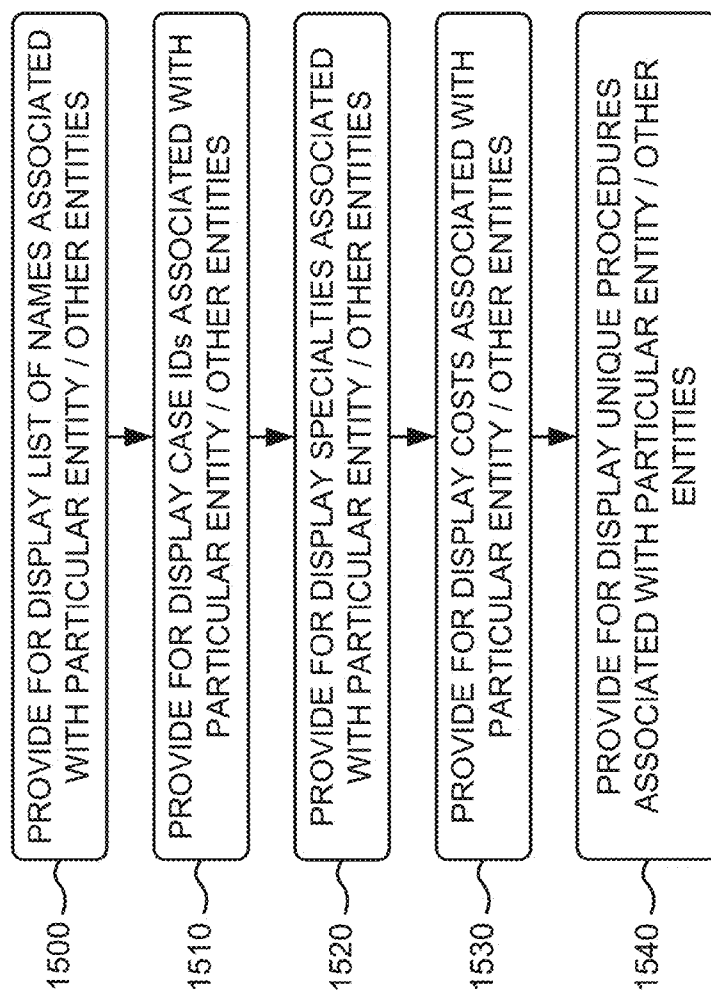 1500
PROVIDE FOR DISPLAY LIST OF NAMES ASSOCIATED
WITH PARTICULAR ENTITY / OTHER ENTITIES
1510
PROVIDE FOR DISPLAY CASE IDs ASSOCIATED WITH
PARTICULAR ENTITY / OTHER ENTITIES
1520
PROVIDE FOR DISPLAY SPECIALTIES ASSOCIATED
WITH PARTICULAR ENTITY / OTHER ENTITIES
1530
PROVIDE FOR DISPLAY COSTS ASSOCIATED WITH
PARTICULAR ENTITY / OTHER ENTITIES
1540
PROVIDE FOR DISPLAY UNIQUE PROCEDURES
ASSOCIATED WITH PARTICULAR ENTITY / OTHER
ENTITIES